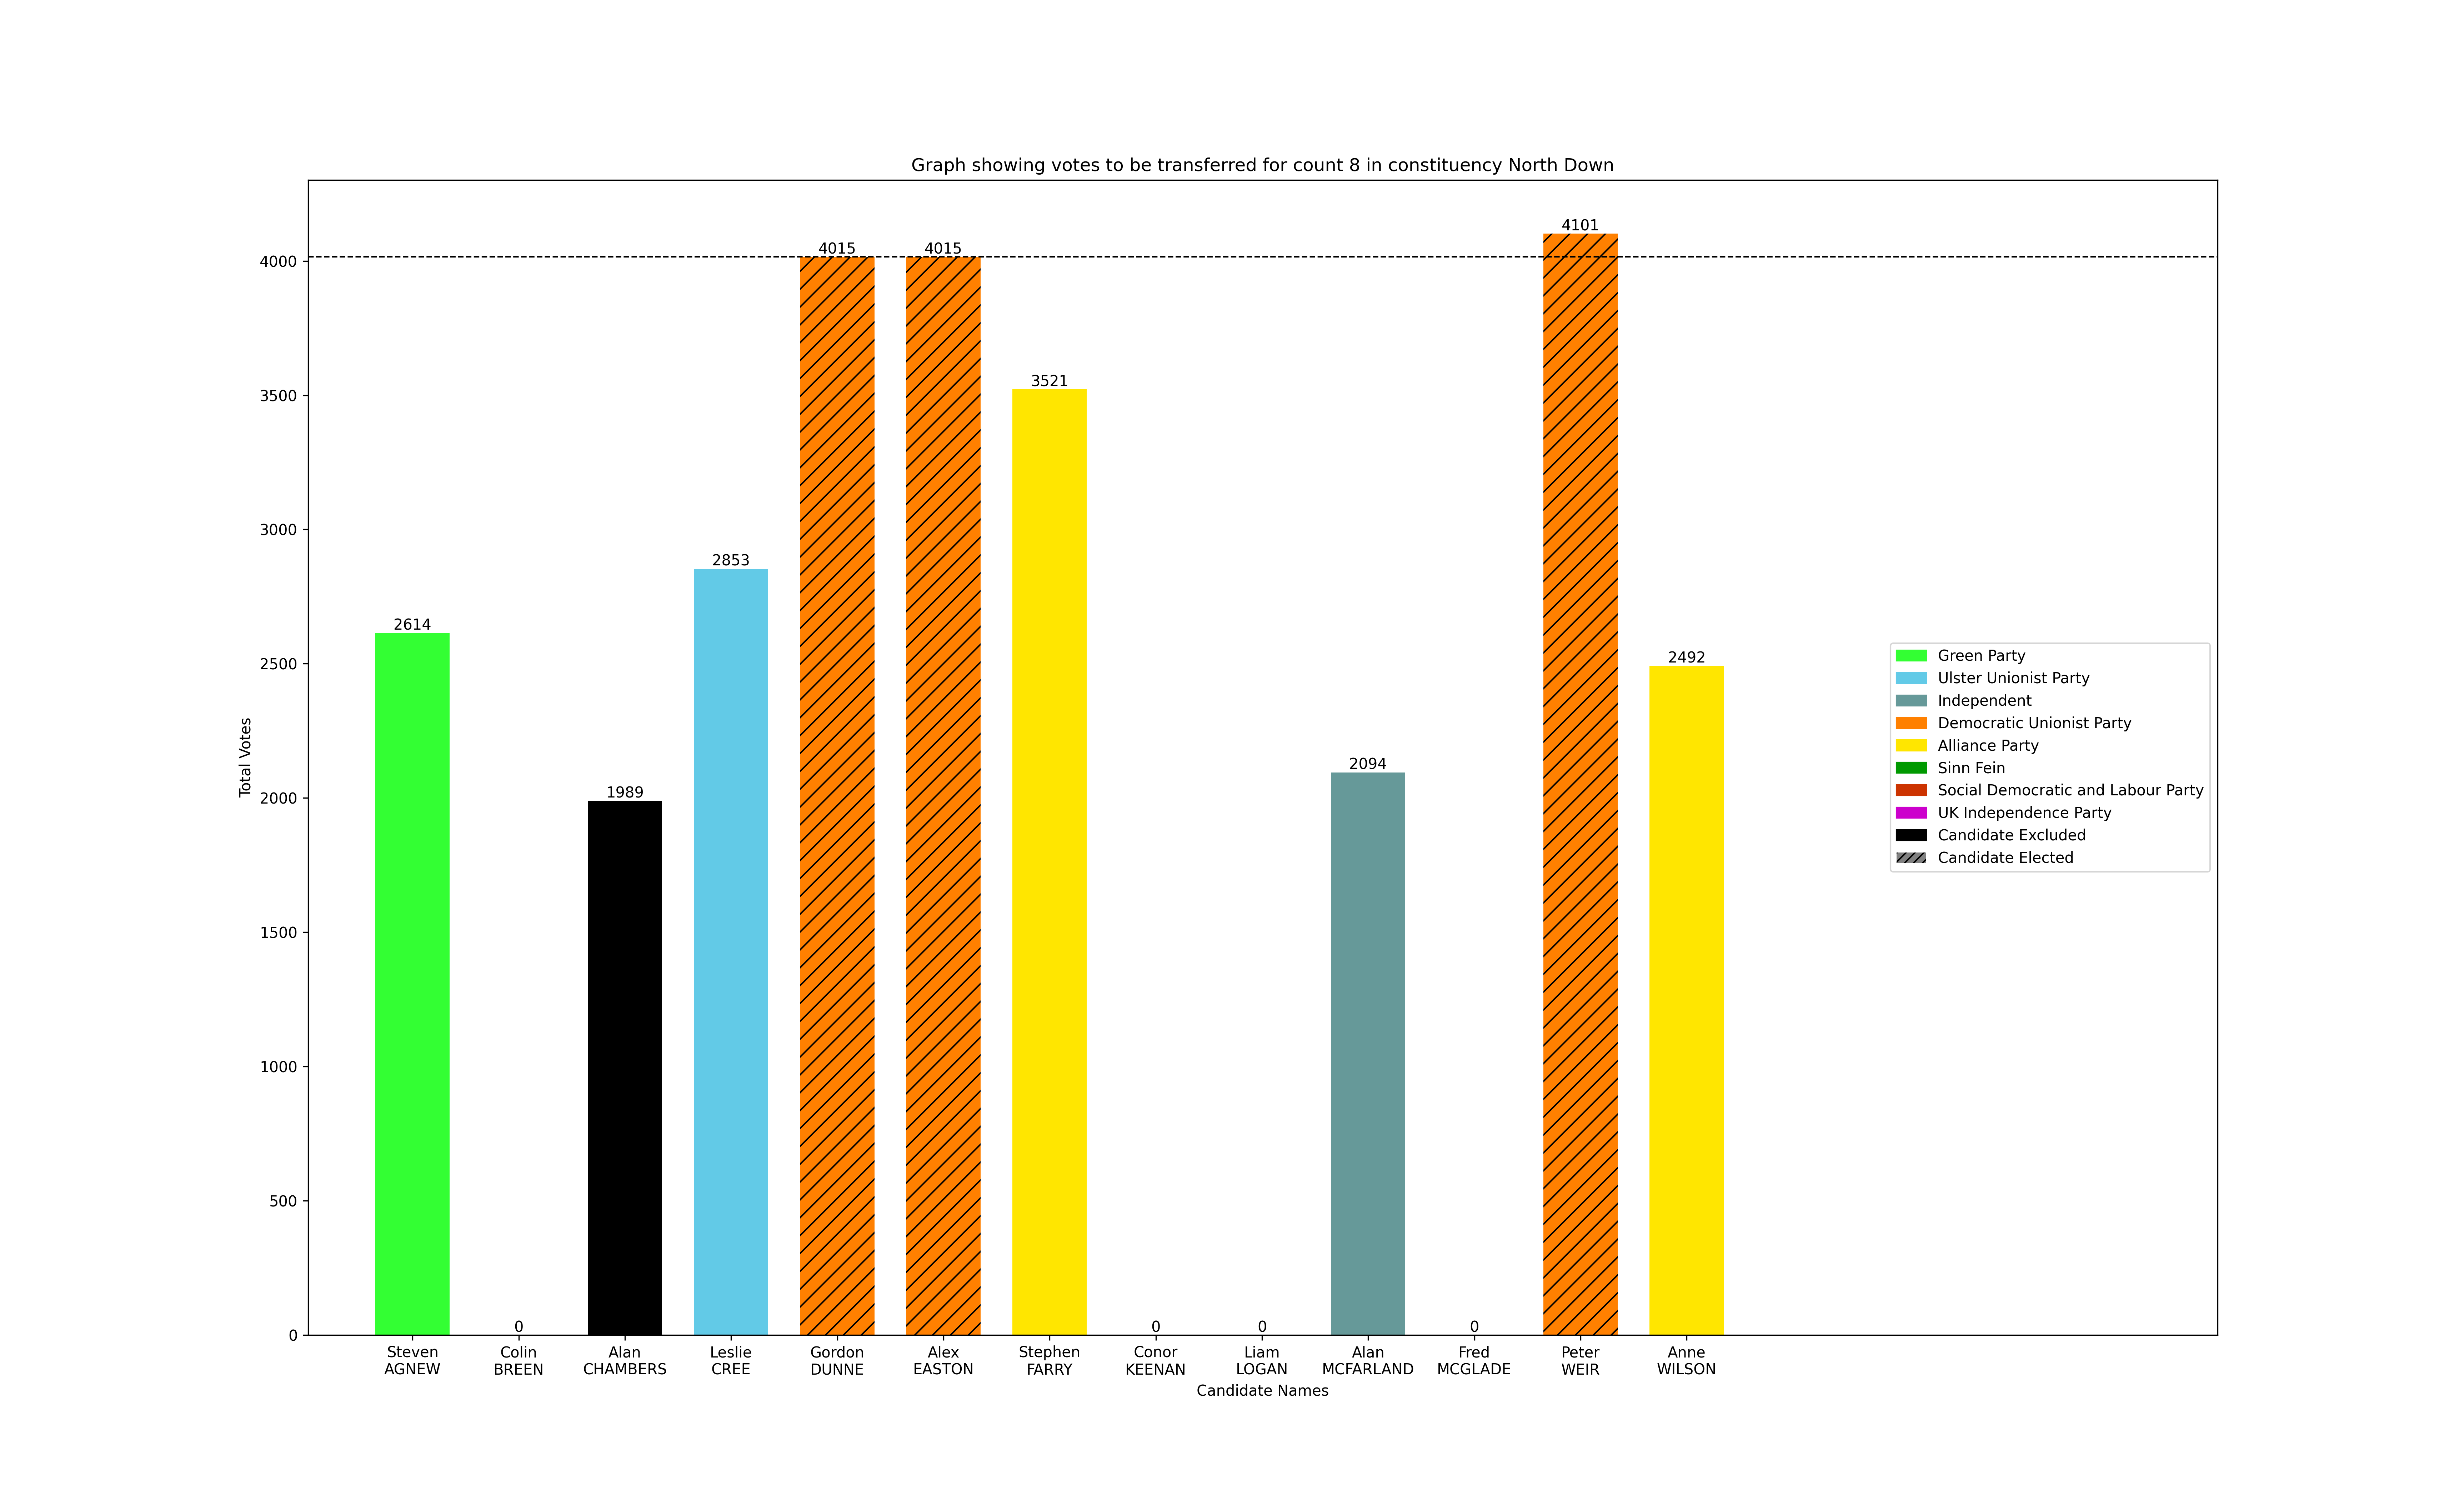 Graph showing votes to be transferred for count 8 in constituency North Down
Total Votes
4000
3500
3000
2500
2000
1500
1000
500
0
2614
0
1989
2853
4015
4015
3521
0
0
2094
0
4101
2492
Steven
AGNEW
Colin
BREEN
Alan
CHAMBERS
Leslie
CREE
Gordon
DUNNE
Alex
EASTON
Stephen
FARRY
Conor
KEENAN
Liam
LOGAN
Alan
MCFARLAND
Fred
MCGLADE
Peter
WEIR
Anne
WILSON
Candidate Names
Green Party
Ulster Unionist Party
Independent
Democratic Unionist Party
Alliance Party
Sinn Fein
Social Democratic and Labour Party
UK Independence Party
Candidate Excluded
Candidate Elected